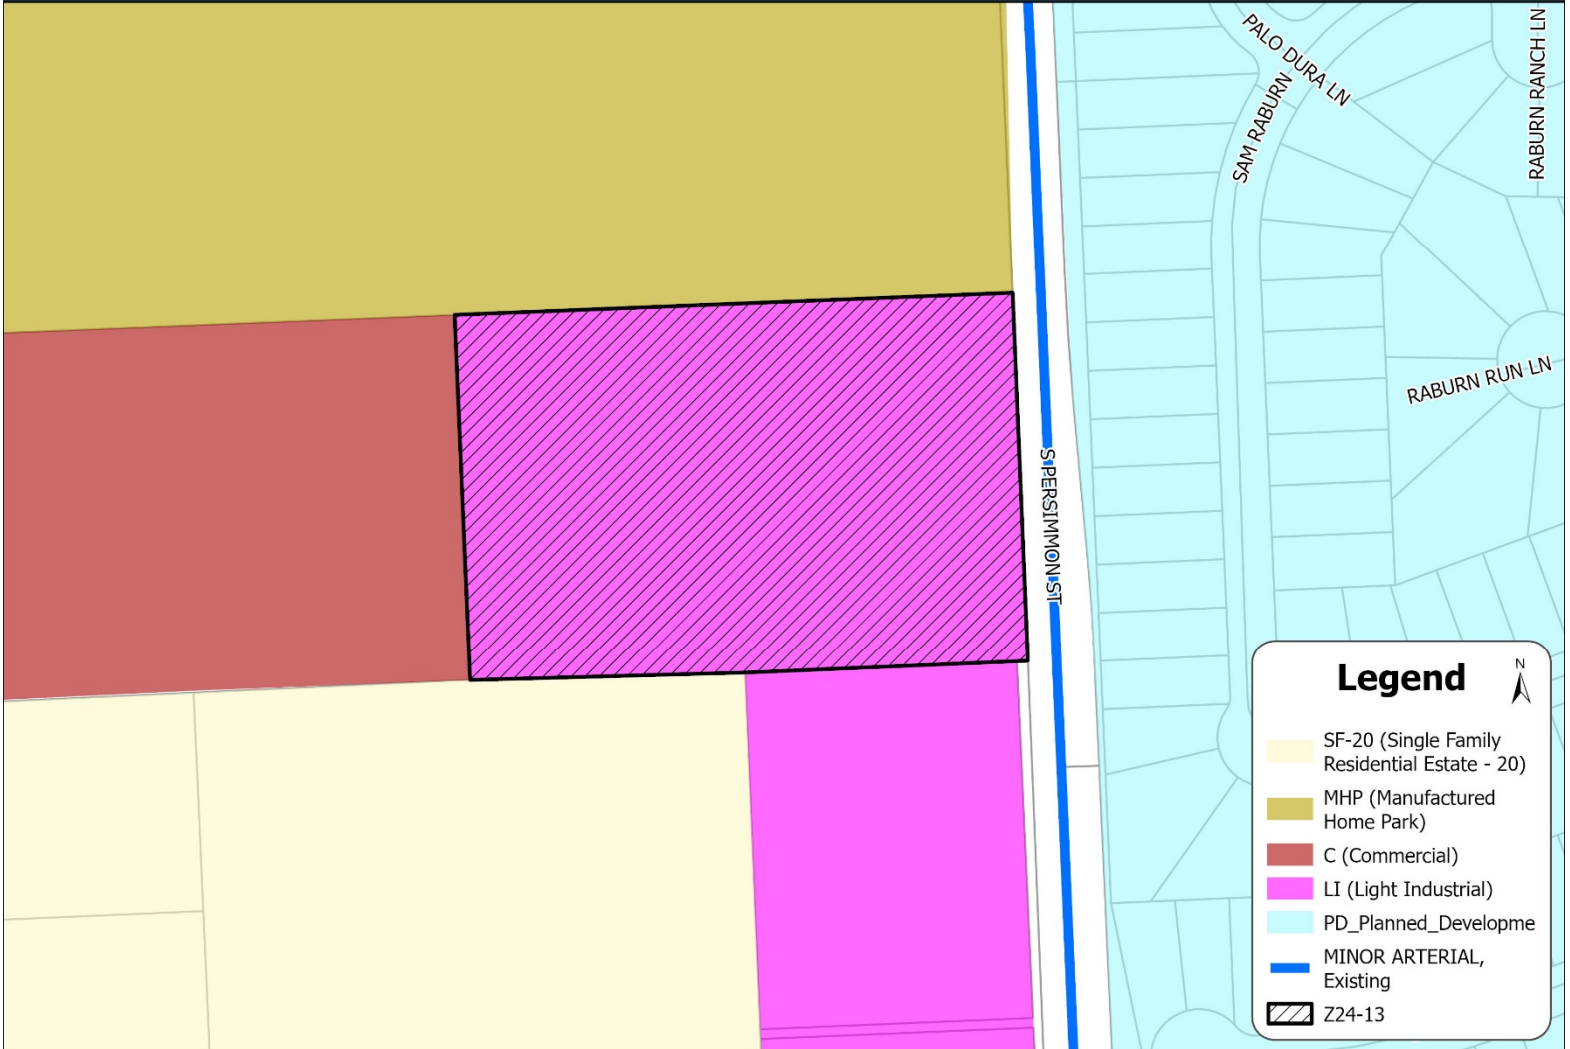 PALO DURA LN
SAM RABURN
RABURN RANCH LN
RABURN RUN LN
S PERSIMMON ST
Legend
N
SF-20 (Single Family
Residential Estate - 20)
MHP (Manufactured
Home Park)
C (Commercial)
LI (Light Industrial)
PD_Planned_Developme
MINOR ARTERIAL,
Existing
Z24-13